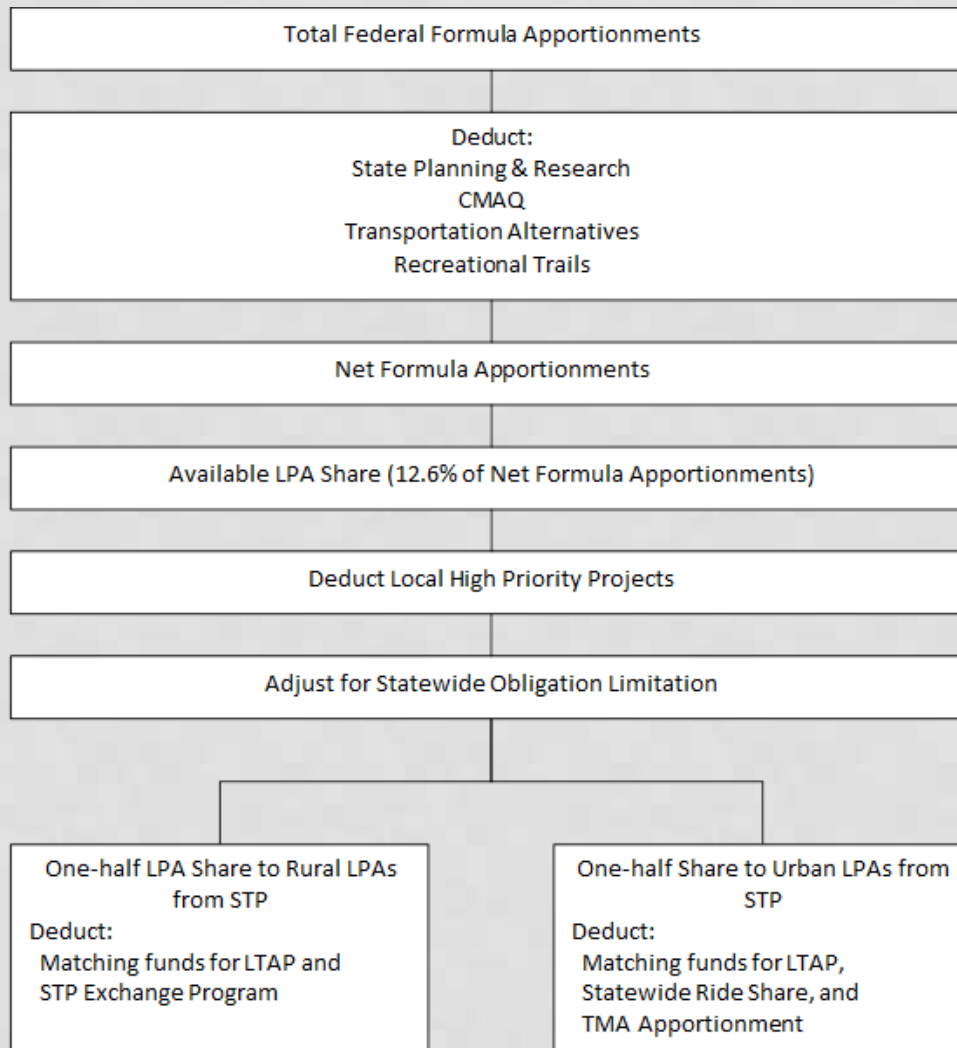 Total Federal Formula Apportionments
Deduct:
State Planning & Research
CMAQ
Transportation Alternatives
Recreational Trails
Net Formula Apportionments
Available LPA Share (12.6% of Net Formula Apportionments)
Deduct Local High Priority Projects
Adjust for Statewide Obligation Limitation
One-half LPA Share to Rural LPAs
from STP
Deduct:
Matching funds for LTAP and
STP Exchange Program
One-half Share to Urban LPAs from
STP
Deduct:
Matching funds for LTAP,
Statewide Ride Share, and
TMA Apportionment